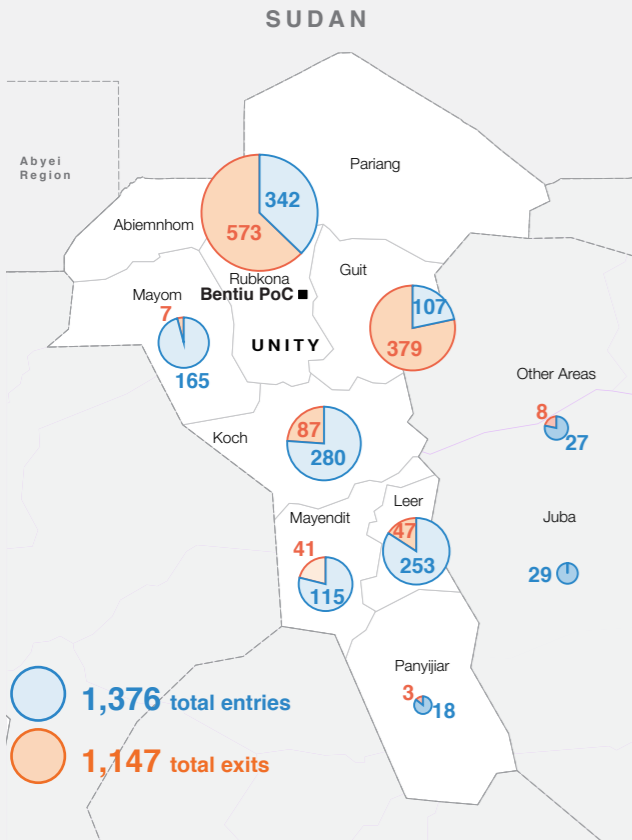 SUDAN
Abyei
Region
Pariang
Abiemnhom
342
573
Rubkona
Bentiu PoC
Guit
Mayom
7
165
107
379
UNITY
Other Areas
8
27
Koch
87
280
Leer
47
253
Mayendit
41
115
Juba
29
Panyijiar
3
18
1,376 total entries
1,147 total exits